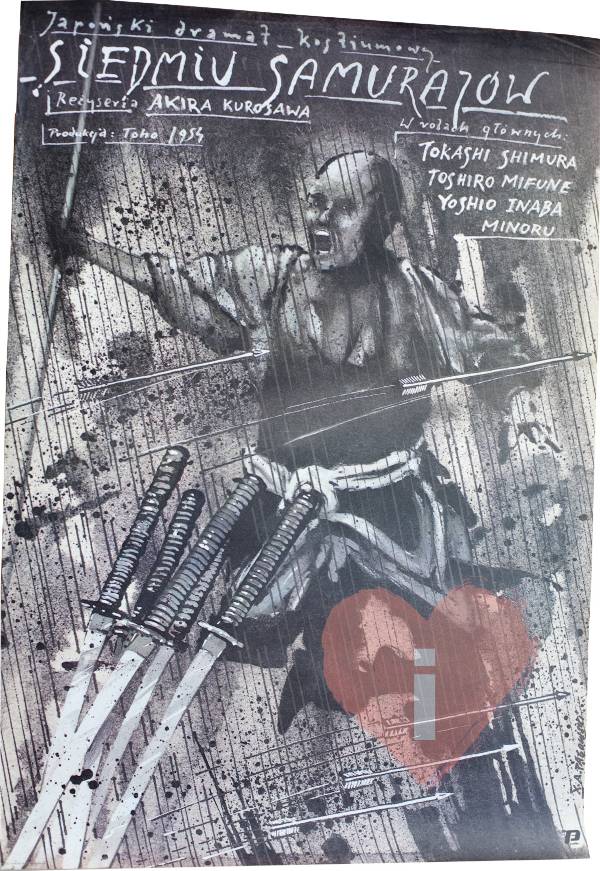 Japoński dramat kostiumowy
SIEDMIU SAMURAJÓW
Reżyseria AKIRA KUROSAWA
Produkcja: Toho 1954
W rolach głównych:
TOKASHI SHIMURA
TOSHIRO MIFUNE
YOSHIO INABA
MINORU
i